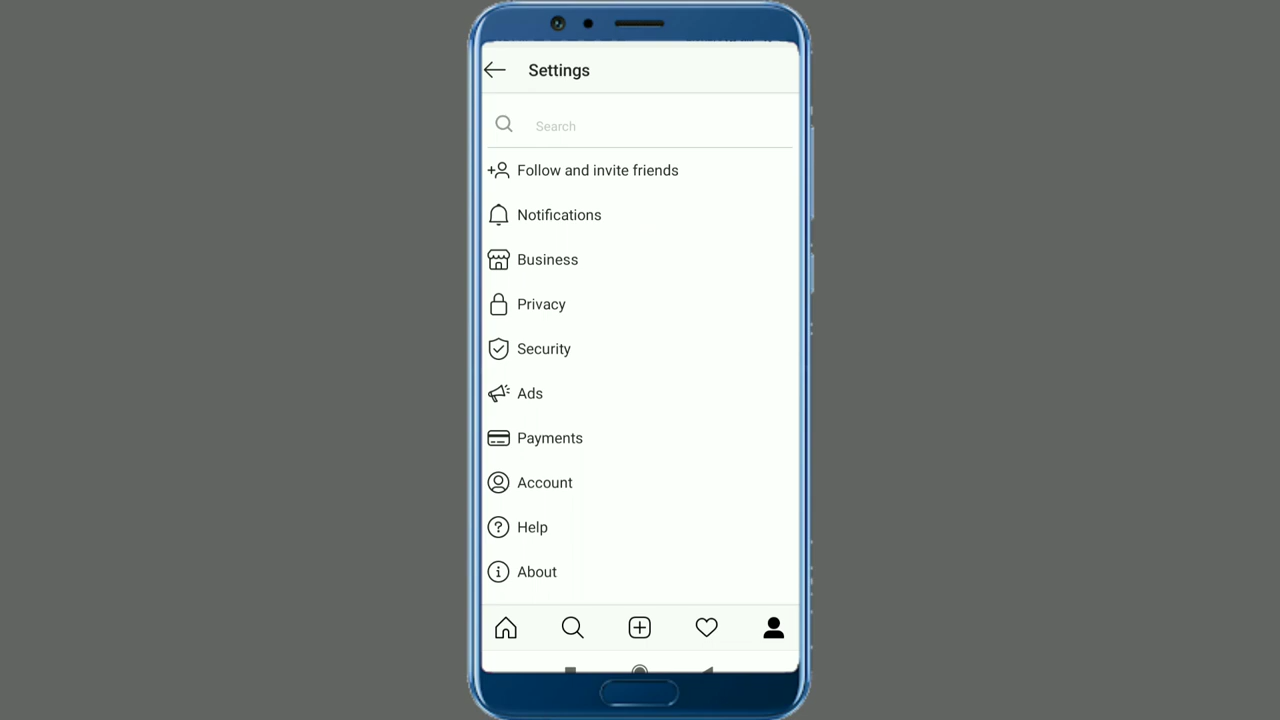 Settings
Search
Follow and invite friends
Notifications
Business
Privacy
Security
Ads
Payments
Account
Help
About